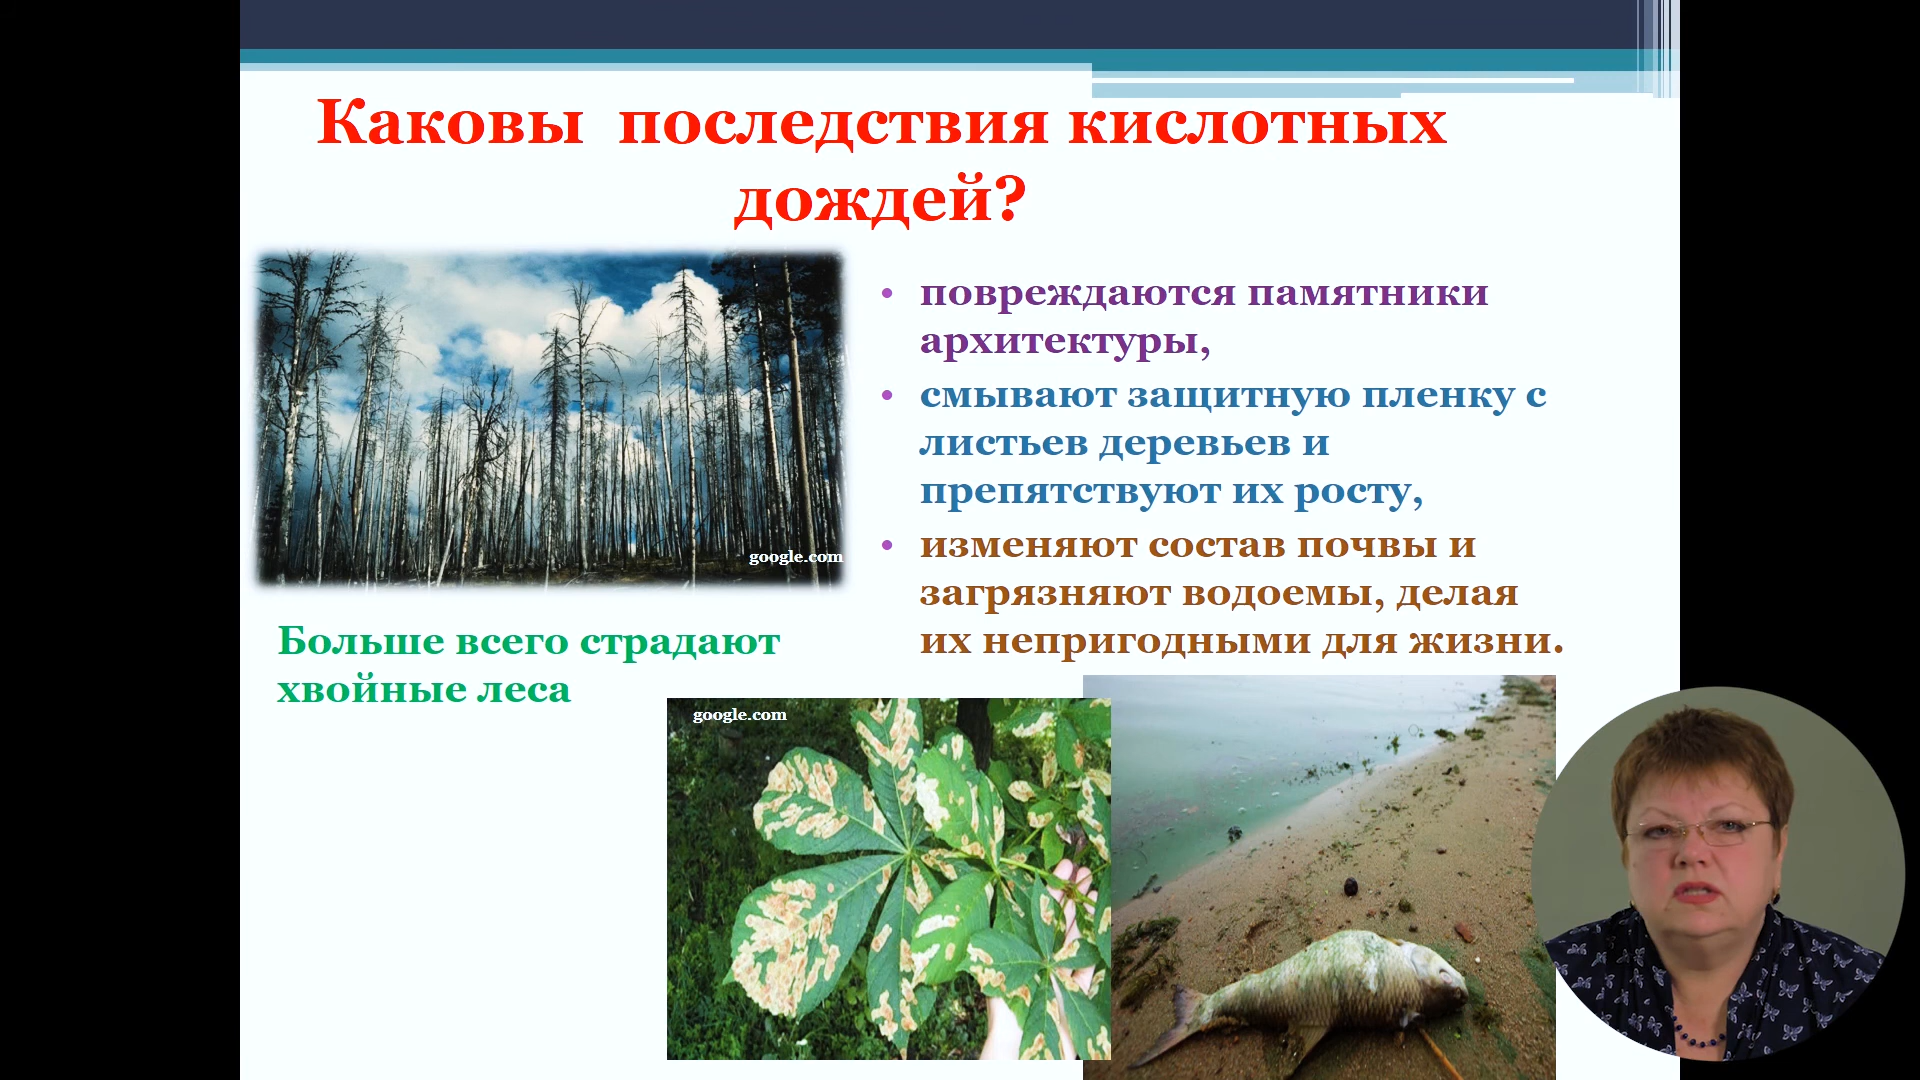 Каковы последствия кислотных
дождей?
google.com
• повреждаются памятники
архитектуры,
• смывают защитную пленку с
листьев деревьев и
препятствуют их росту,
• изменяют состав почвы и
загрязняют водоемы, делая
их непригодными для жизни.
Больше всего страдают
хвойные леса
google.com